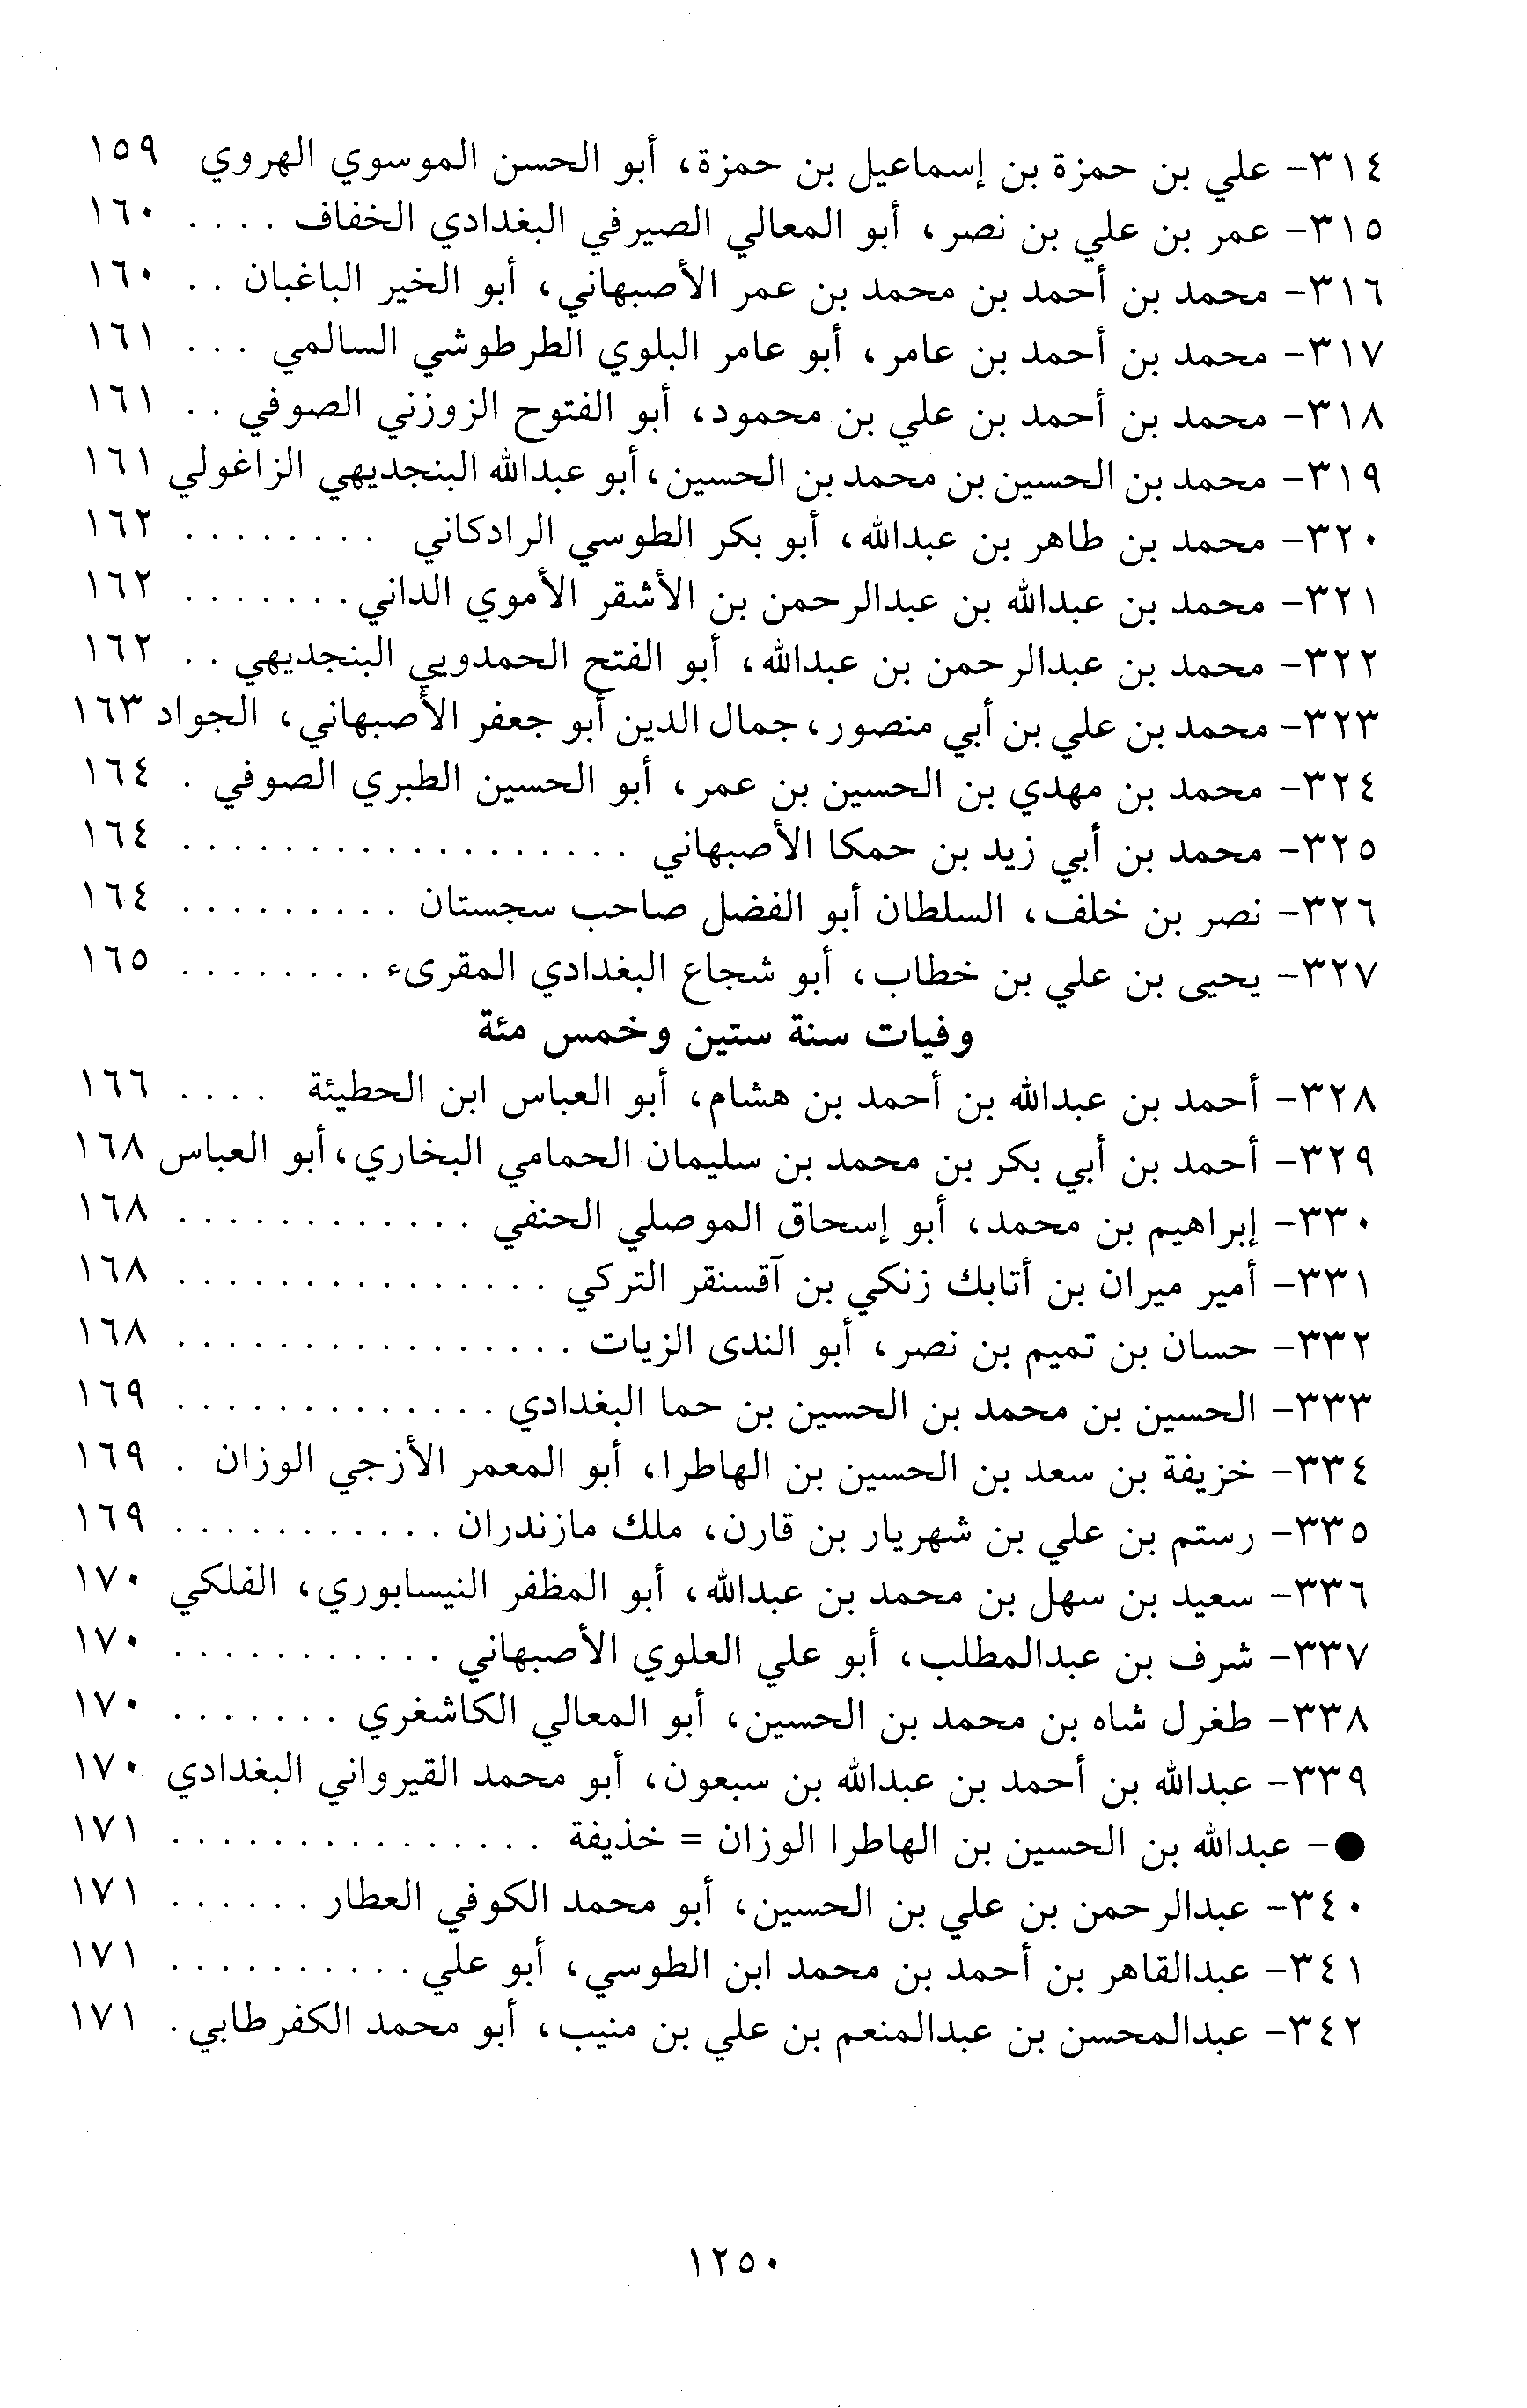 ٣١٤- علي بن حمزة بن إسماعيل بن حمزة، أبو الحسن الموسوي الهروي ١٥٩
٣١٥- عمر بن علي بن نصر، أبو المعالي الصيرفي البغدادي الخفاف . . . . ١٦٠
٣١٦- محمد بن أحمد بن محمد بن عمر الأصبهاني، أبو الخير الباغبان . . ١٦٠
٣١٧- محمد بن أحمد بن عامر، أبو عامر البلوي الطرطوشي السالمي . . . ١٦١
٣١٨- محمد بن أحمد بن علي بن محمود، أبو الفتوح الزوزني الصوفي . . ١٦١
٣١٩- محمد بن الحسين بن محمد بن الحسين، أبو عبدالله البنجديهي الزاغولي ١٦١
٣٢٠- محمد بن طاهر بن عبدالله، أبو بكر الطوسي الرادكاني . . . . . . . . ١٦٢
٣٢١- محمد بن عبدالله بن عبدالرحمن بن الأشقر الأموي الداني . . . . . . . ١٦٢
٣٢٢- محمد بن عبدالرحمن بن عبدالله، أبو الفتح الحمدويي البنجديهي . . ١٦٢
٣٢٣- محمد بن علي بن أبي منصور، جمال الدين أبو جعفر الأصبهاني، الجواد ١٦٣
٣٢٤- محمد بن مهدي بن الحسين بن عمر، أبو الحسين الطبري الصوفي . ١٦٤
٣٢٥- محمد بن أبي زيد بن حمكا الأصبهاني . . . . . . . . . . . . . . . . . . ١٦٤
٣٢٦- نصر بن خلف، السلطان أبو الفضل صاحب سجستان . . . . . . . . . ١٦٤
٣٢٧- يحيى بن علي بن خطاب، أبو شجاع البغدادي المقرىء . . . . . . . . ١٦٥
وفيات سنة ستين وخمس مئة
٣٢٨- أحمد بن عبدالله بن أحمد بن هشام، أبو العباس ابن الحطيئة . . . . ١٦٦
٣٢٩- أحمد بن أبي بكر بن محمد بن سليمان الحمامي البخاري، أبو العباس ١٦٨
٣٣٠- إبراهيم بن محمد، أبو إسحاق الموصلي الحنفي . . . . . . . . . . . . ١٦٨
٣٣١- أمير ميران بن أتابك زنكي بن آقسنقر التركي . . . . . . . . . . . . . . . ١٦٨
٣٣٢- حسان بن تميم بن نصر، أبو الندى الزيات . . . . . . . . . . . . . . . . ١٦٨
٣٣٣- الحسين بن محمد بن الحسين بن حما البغدادي . . . . . . . . . . . . . ١٦٩
٣٣٤- خزيفة بن سعد بن الحسين بن الهاطرا، أبو المعمر الأزجي الوزان . ١٦٩
٣٣٥- رستم بن علي بن شهريار بن قارن، ملك مازندران . . . . . . . . . . . ١٦٩
٣٣٦- سعيد بن سهل بن محمد بن عبدالله، أبو المظفر النيسابوري، الفلكي ١٧٠
٣٣٧- شرف بن عبدالمطلب، أبو علي العلوي الأصبهاني . . . . . . . . . . . ١٧٠
٣٣٨- طغرل شاه بن محمد بن الحسين، أبو المعالي الكاشغري . . . . . . . ١٧٠
٣٣٩- عبدالله بن أحمد بن عبدالله بن سبعون، أبو محمد القيرواني البغدادي ١٧٠
●- عبدالله بن الحسين بن الهاطرا الوزان = خذيفة . . . . . . . . . . . . . . . ١٧١
٣٤٠- عبدالرحمن بن علي بن الحسين، أبو محمد الكوفي العطار . . . . . . ١٧١
٣٤١- عبدالقاهر بن أحمد بن محمد ابن الطوسي، أبو علي . . . . . . . . . . ١٧١
٣٤٢- عبدالمحسن بن عبدالمنعم بن علي بن منيب، أبو محمد الكفرطابي . ١٧١
١٢٥٠